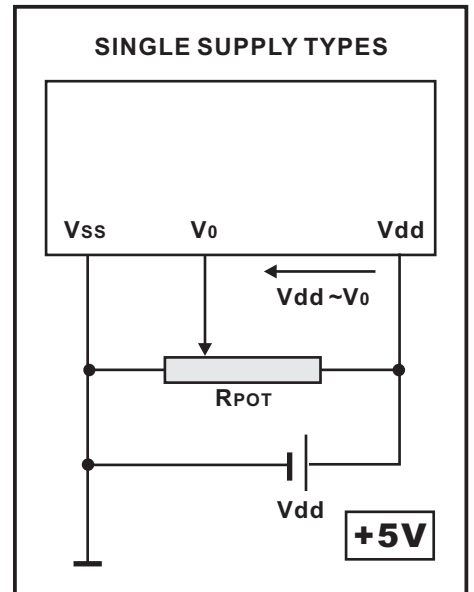 SINGLE SUPPLY TYPES
Vss V0 Vdd
Vdd ~V0
RPOT
Vdd
+5V